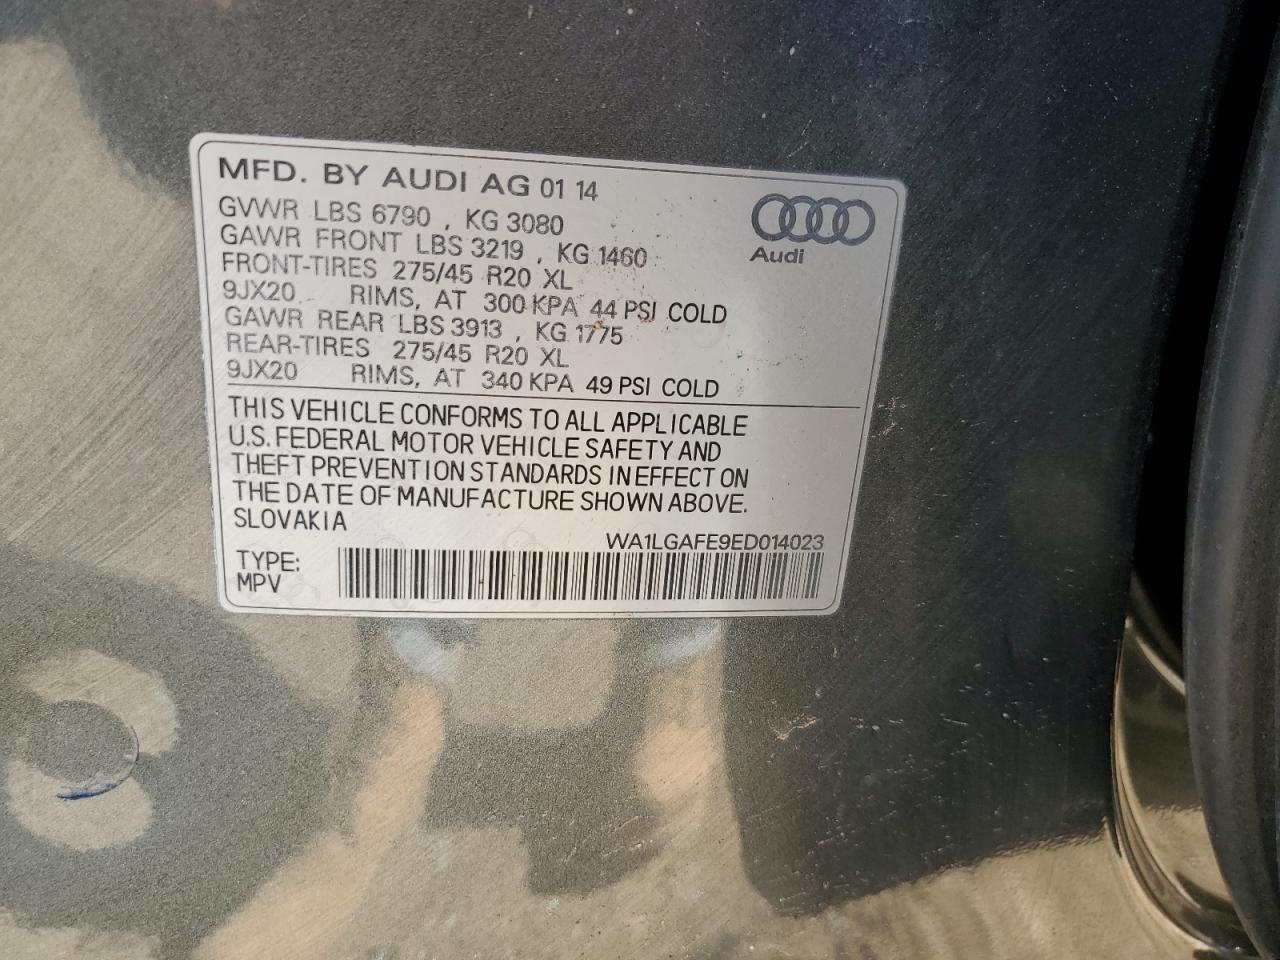 MFD. BY AUDI AG 01 14
GVWR LBS 6790 , KG 3080
GAWR FRONT LBS 3219 , KG 1460
FRONT-TIRES 275/45 R20 XL
9JX20 RIMS, AT 300 KPA 44 PSI COLD
GAWR REAR LBS 3913 , KG 1775
REAR-TIRES 275/45 R20 XL
9JX20 RIMS, AT 340 KPA 49 PSI COLD
Audi
THIS VEHICLE CONFORMS TO ALL APPLICABLE
U.S. FEDERAL MOTOR VEHICLE SAFETY AND
THEFT PREVENTION STANDARDS IN EFFECT ON
THE DATE OF MANUFACTURE SHOWN ABOVE.
SLOVAKIA
WA1LGAFE9ED014023
TYPE:
MPV